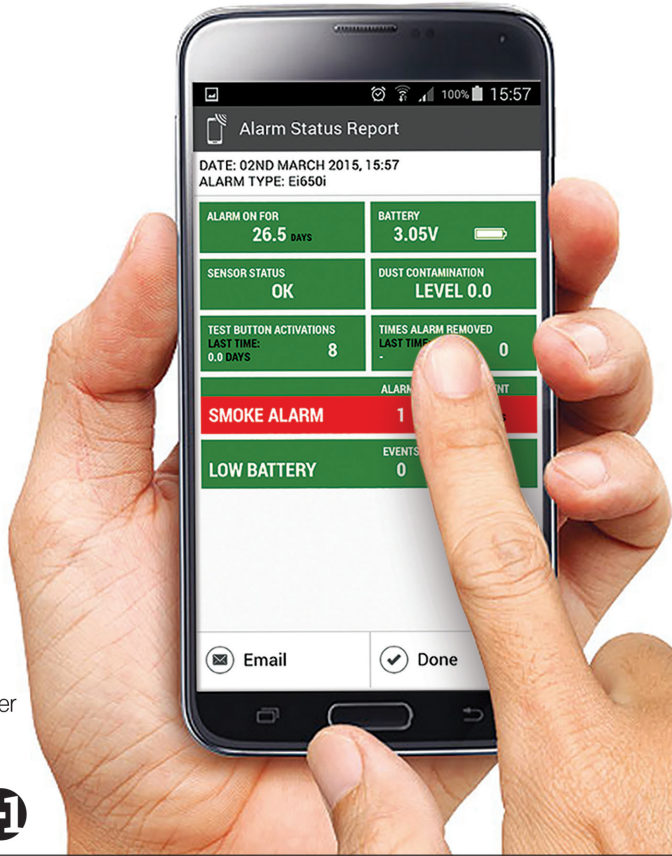 100% 15:57
Alarm Status Report
DATE: 02ND MARCH 2015, 15:57
ALARM TYPE: Ei650i
ALARM ON FOR
26.5 DAYS
BATTERY
3.05V
SENSOR STATUS
OK
DUST CONTAMINATION
LEVEL 0.0
TEST BUTTON ACTIVATIONS
LAST TIME:
0.0 DAYS
8
TIMES ALARM REMOVED
LAST TIME:
-
0
SMOKE ALARM 1
EVENTS
LOW BATTERY 0
Email
Done